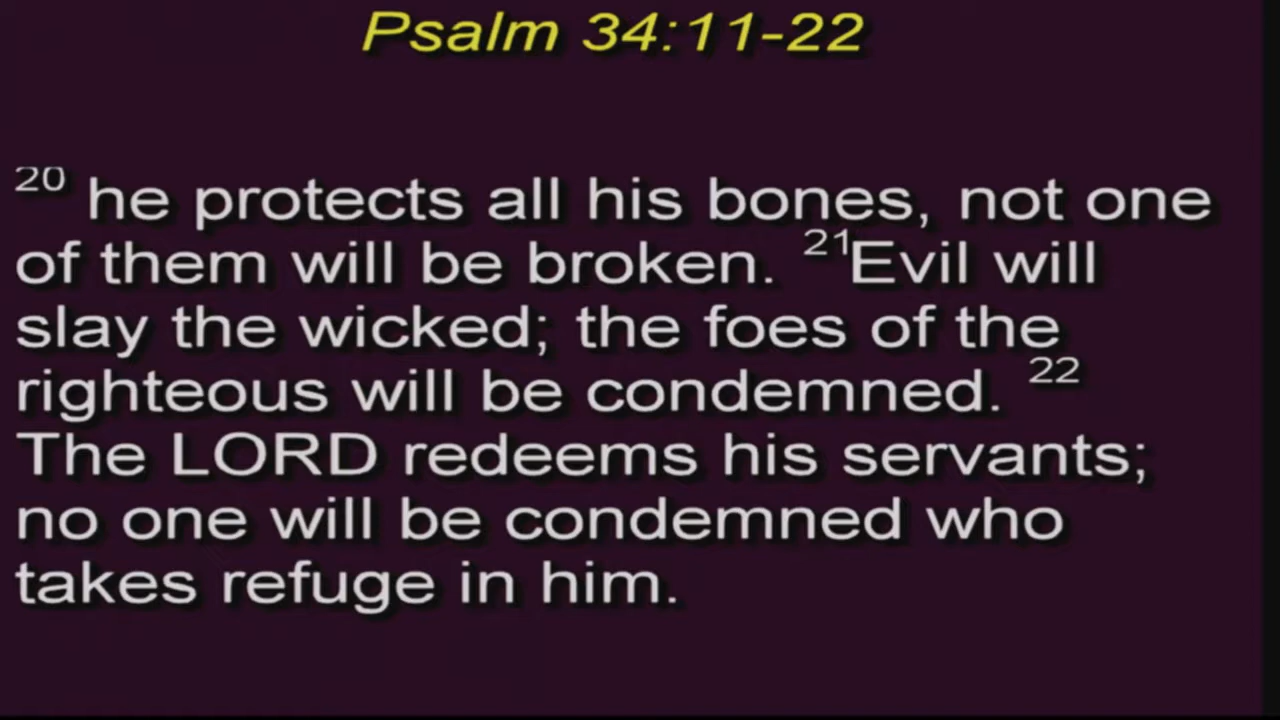 Psalm 34:11-22
20 he protects all his bones, not one
of them will be broken. 21Evil will
slay the wicked; the foes of the
righteous will be condemned. 22
The LORD redeems his servants;
no one will be condemned who
takes refuge in him.